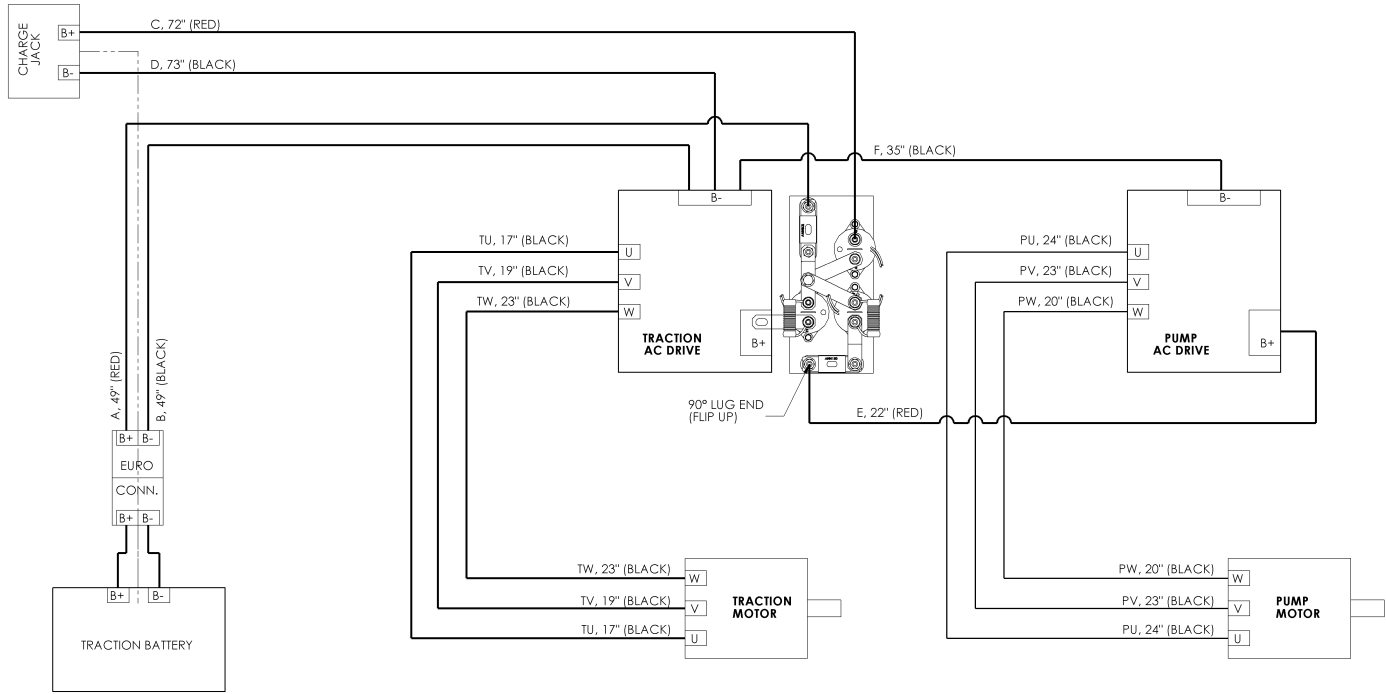 CHARGE
JACK
B+
B-
C, 72" (RED)
D, 73" (BLACK)
F, 35" (BLACK)
B-
B-
TU, 17" (BLACK)
TV, 19" (BLACK)
TW, 23" (BLACK)
U
V
W
TRACTION
AC DRIVE
B+
PU, 24" (BLACK)
PV, 23" (BLACK)
PW, 20" (BLACK)
U
V
W
PUMP
AC DRIVE
B+
90° LUG END
(FLIP UP)
E, 22" (RED)
A, 49" (RED)
B, 49" (BLACK)
B+ B-
EURO
CONN.
B+ B-
B+ B-
TRACTION BATTERY
TW, 23" (BLACK)
TV, 19" (BLACK)
TU, 17" (BLACK)
W
V
U
TRACTION
MOTOR
PW, 20" (BLACK)
PV, 23" (BLACK)
PU, 24" (BLACK)
W
V
U
PUMP
MOTOR